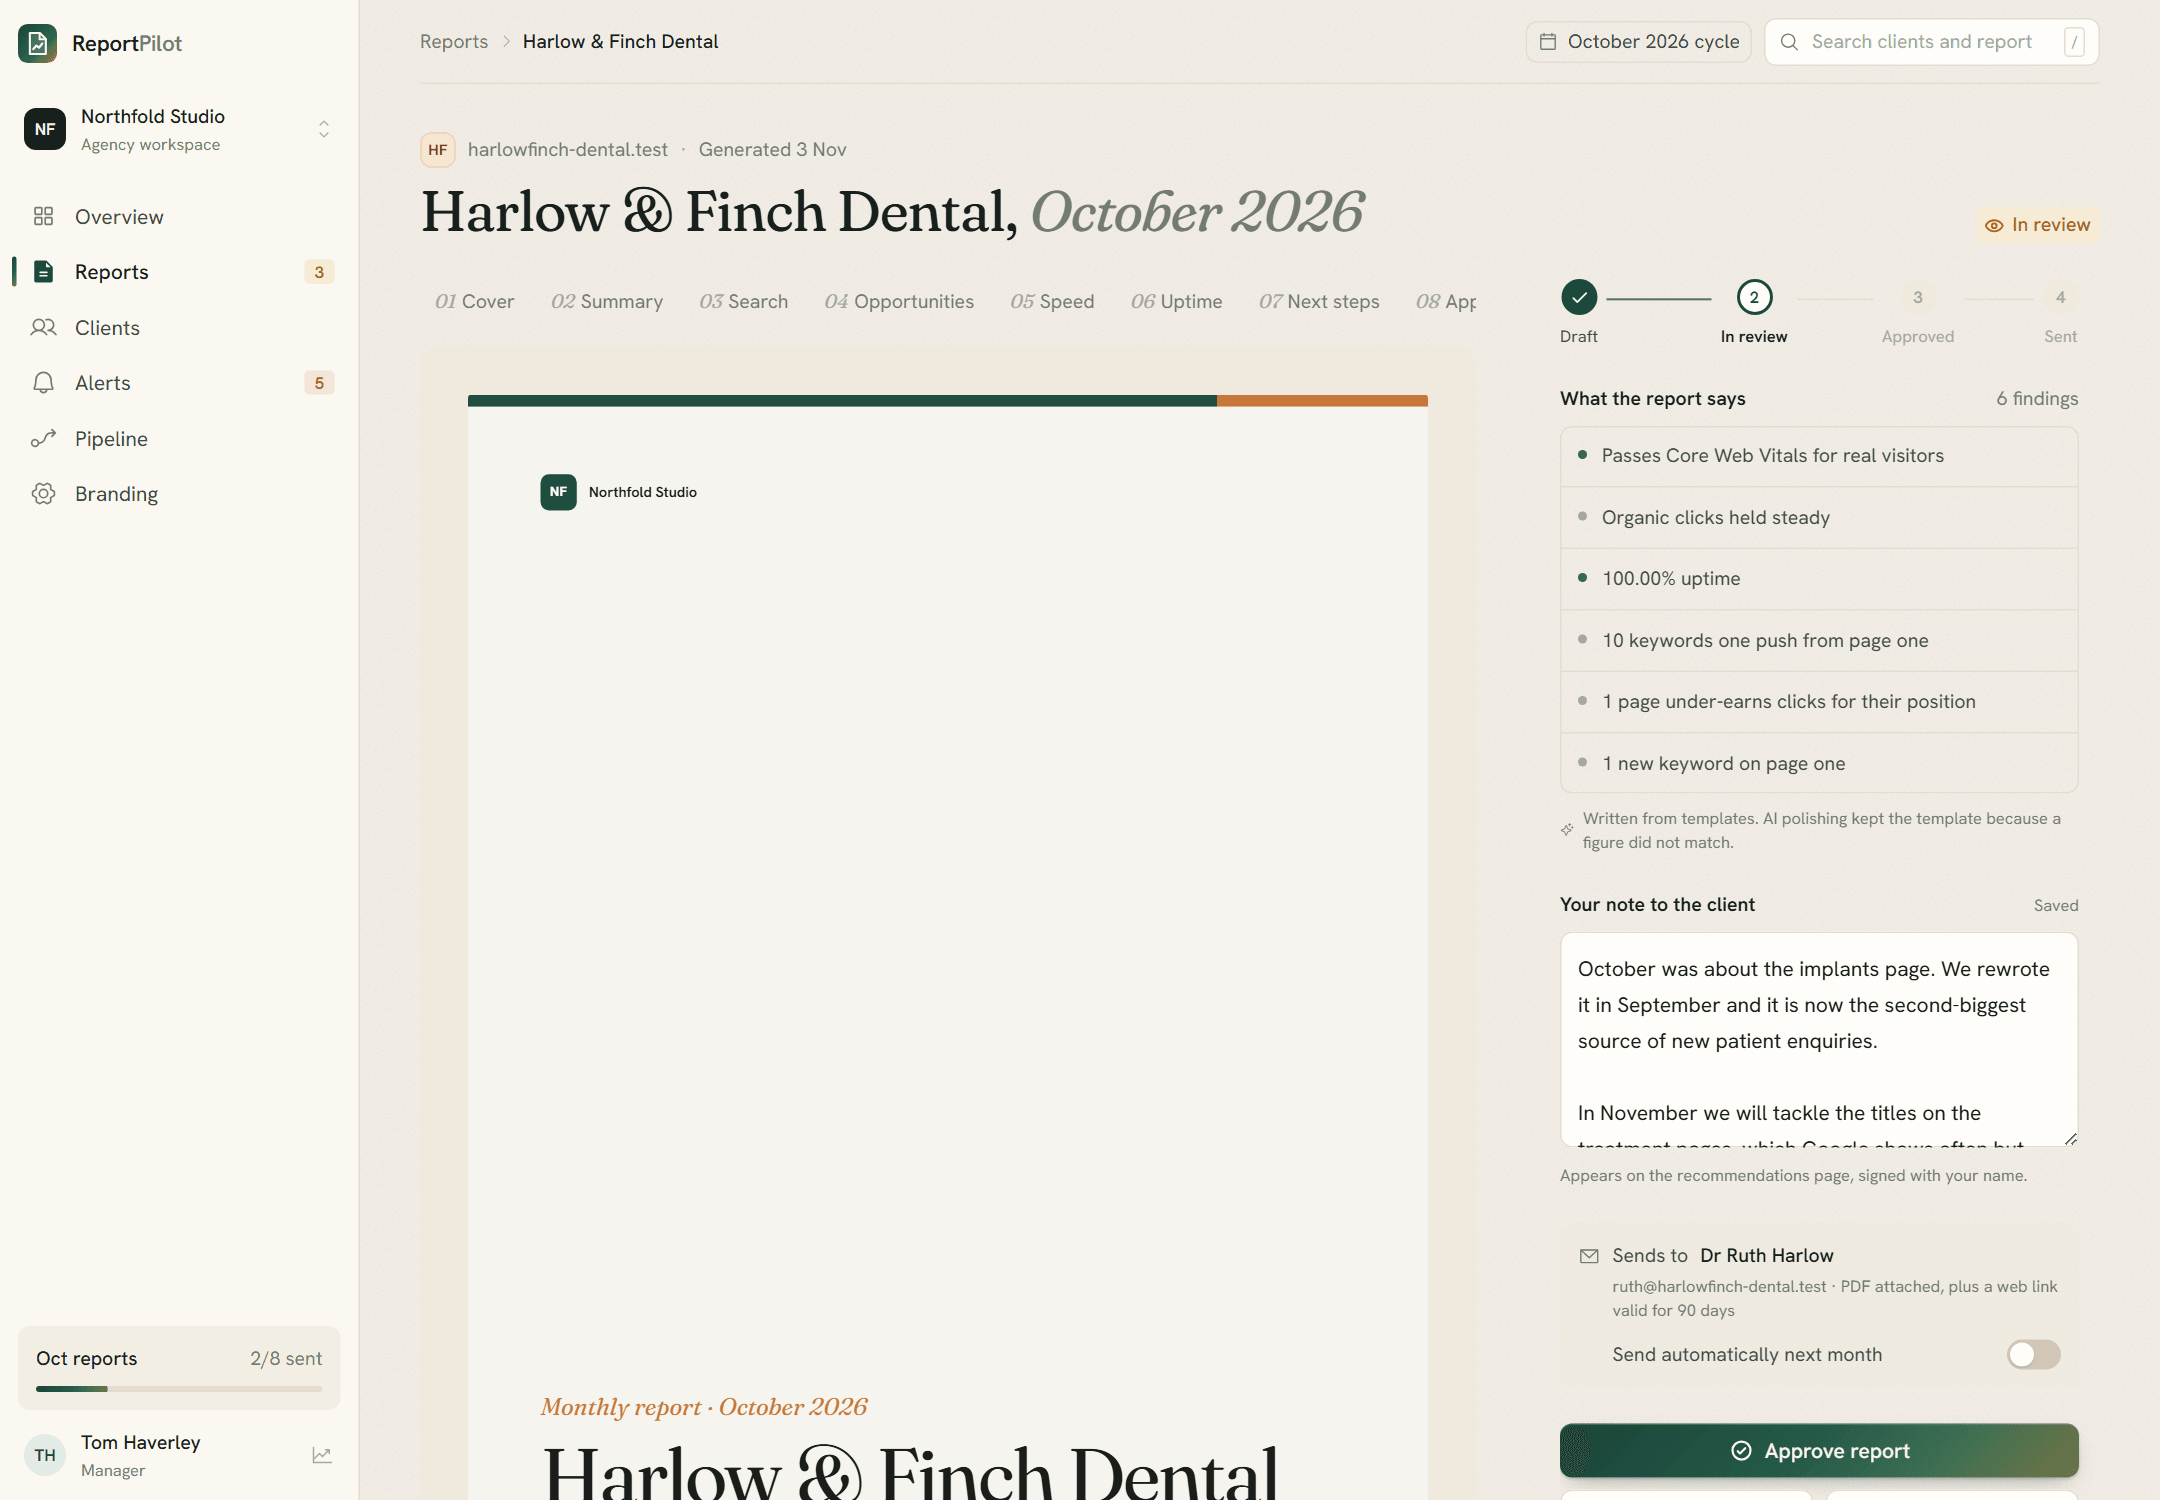 ReportPilot
NF
Northfold Studio
Agency workspace
Overview
Reports 3
Clients
Alerts 5
Pipeline
Branding
Oct reports 2/8 sent
TH
Tom Haverley
Manager
Reports > Harlow & Finch Dental
October 2026 cycle
Search clients and report /
HF harlowfinch-dental.test · Generated 3 Nov
Harlow & Finch Dental, October 2026
In review
01 Cover 02 Summary 03 Search 04 Opportunities 05 Speed 06 Uptime 07 Next steps 08 App
NF Northfold Studio
Monthly report · October 2026
Harlow & Finch Dental
2 3 4
Draft In review Approved Sent
What the report says 6 findings
Passes Core Web Vitals for real visitors
Organic clicks held steady
100.00% uptime
10 keywords one push from page one
1 page under-earns clicks for their position
1 new keyword on page one
Written from templates. AI polishing kept the template because a
figure did not match.
Your note to the client Saved
October was about the implants page. We rewrote
it in September and it is now the second-biggest
source of new patient enquiries.
In November we will tackle the titles on the
treatment pages, which Google shows often but
Appears on the recommendations page, signed with your name.
Sends to Dr Ruth Harlow
ruth@harlowfinch-dental.test · PDF attached, plus a web link
valid for 90 days
Send automatically next month
Approve report